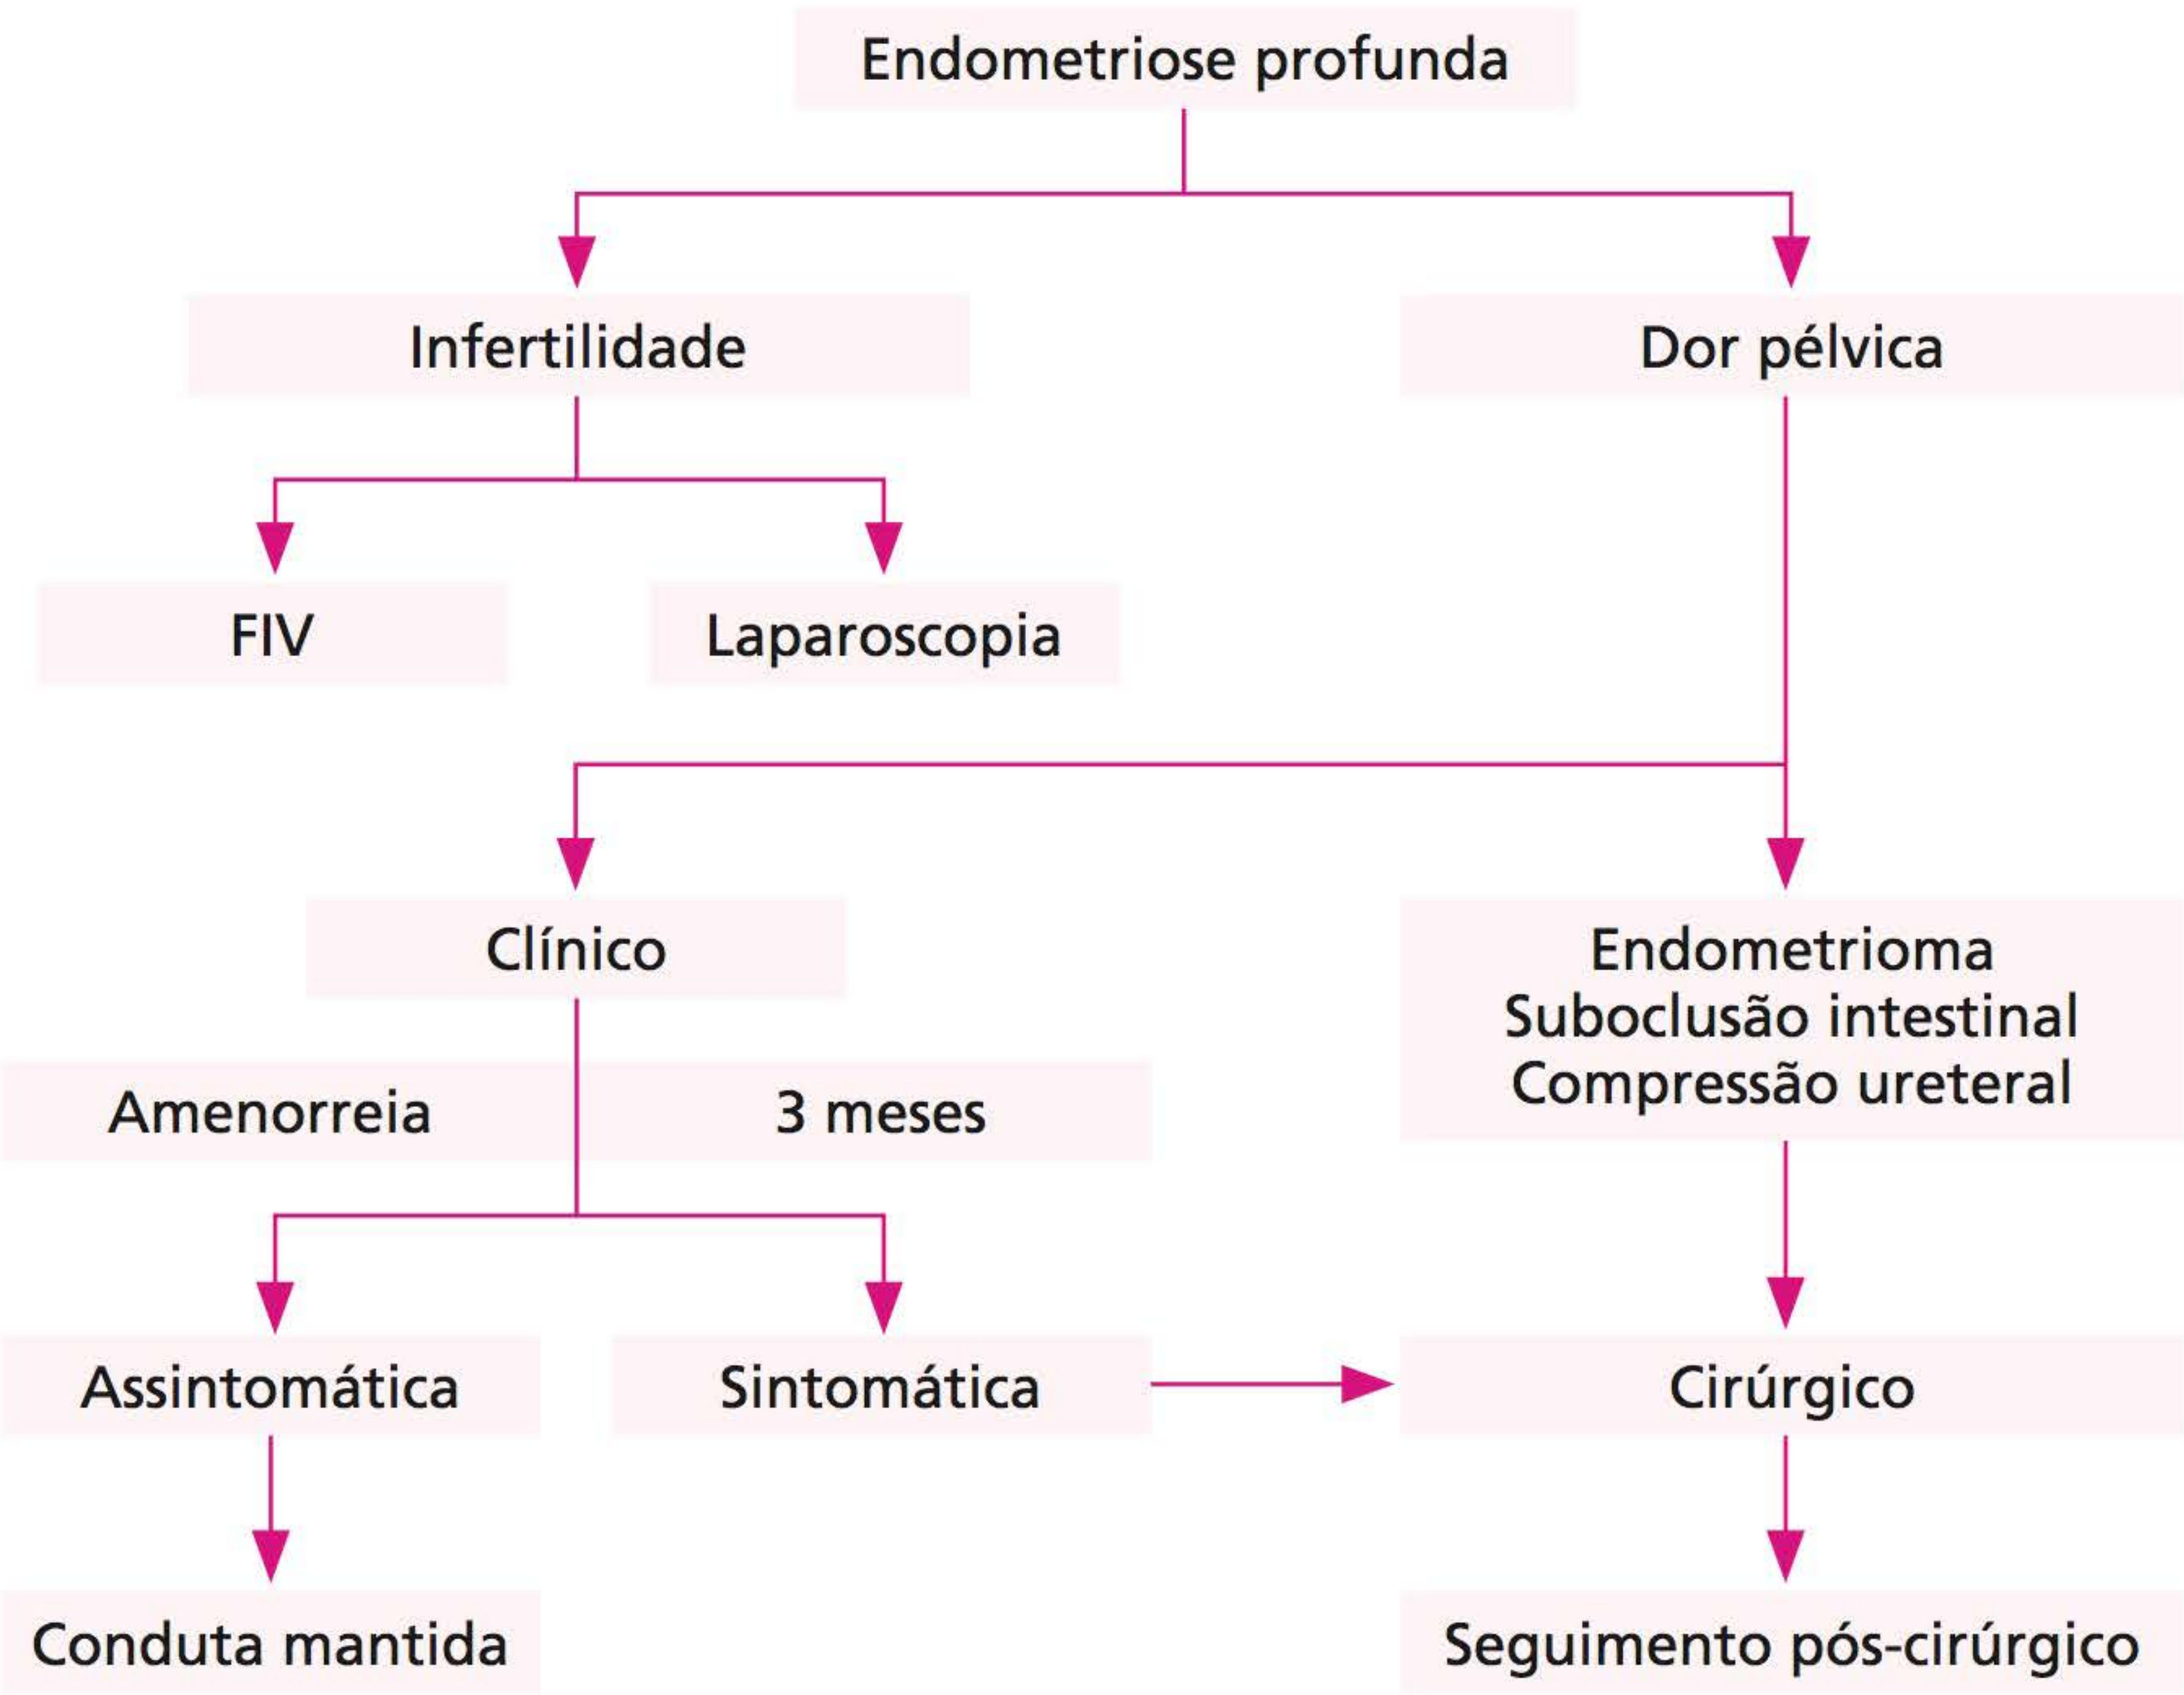 Endometriose profunda
Infertilidade
Dor pélvica
FIV
Laparoscopia
Clínico
Endometrioma
Suboclusão intestinal
Compressão ureteral
Amenorreia
3 meses
Assintomática
Sintomática
Cirúrgico
Conduta mantida
Seguimento pós-cirúrgico